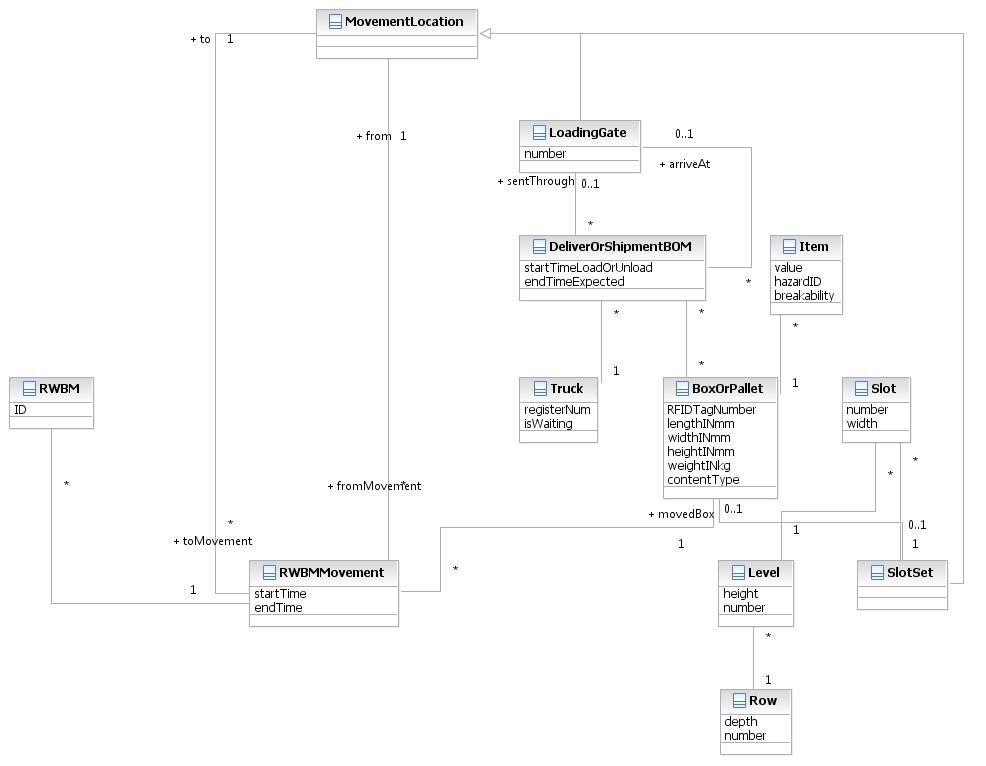 MovementLocation
+ to 1
+ from 1
LoadingGate
number
0..1
+ arriveAt
+ sentThrough 0..1
*
DeliverOrShipmentBOM
startTimeLoadOrUnload
endTimeExpected
*
Item
value
hazardID
breakability
* * *
1 * 1
RWBM
ID
Truck
registerNum
isWaiting
BoxOrPallet
RFIDTagNumber
lengthINmm
widthINmm
heightINmm
weightINkg
contentType
Slot
number
width
*
*
*
+ fromMovement
*
+ movedBox 0..1
* 0..1
+ toMovement 1 1 1
*
1
RWBMMovement
startTime
endTime
Level
height
number
SlotSet
*
1
Row
depth
number